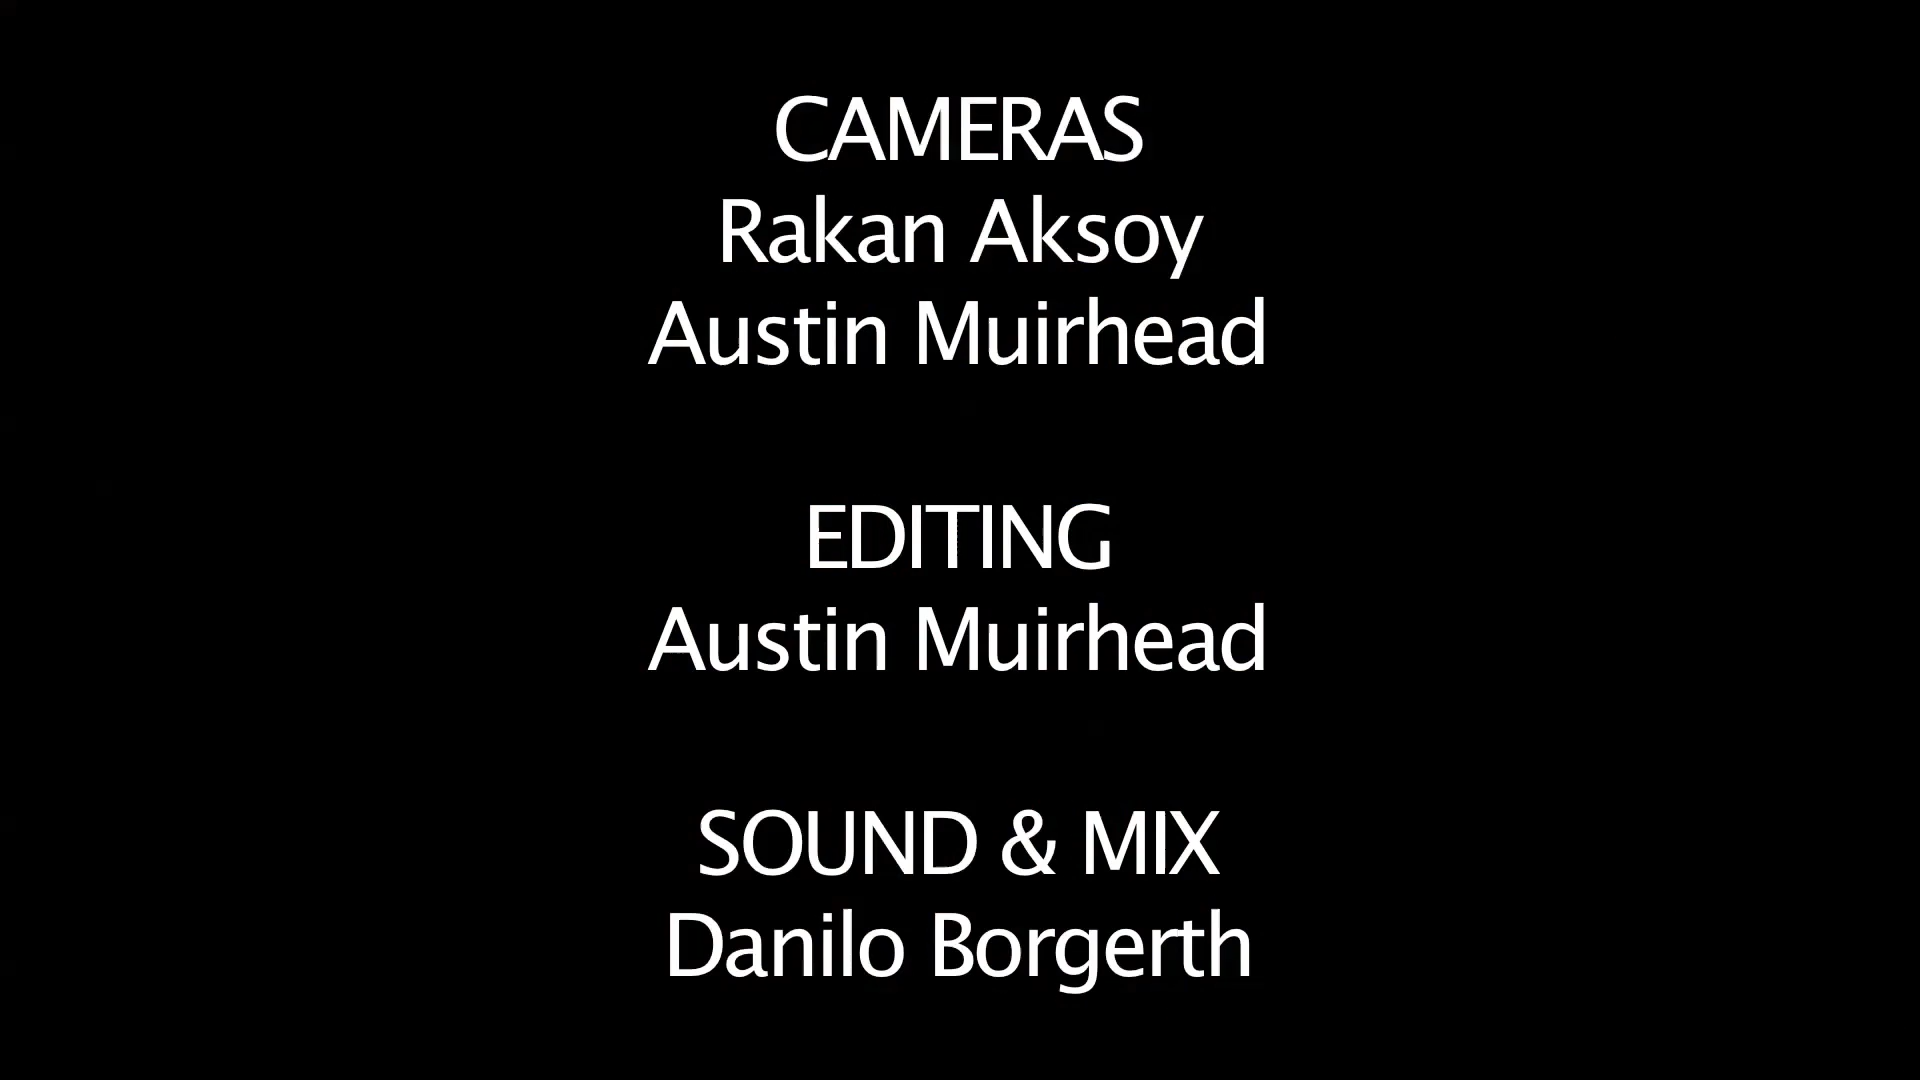 CAMERAS
Rakan Aksoy
Austin Muirhead
EDITING
Austin Muirhead
SOUND & MIX
Danilo Borgerth